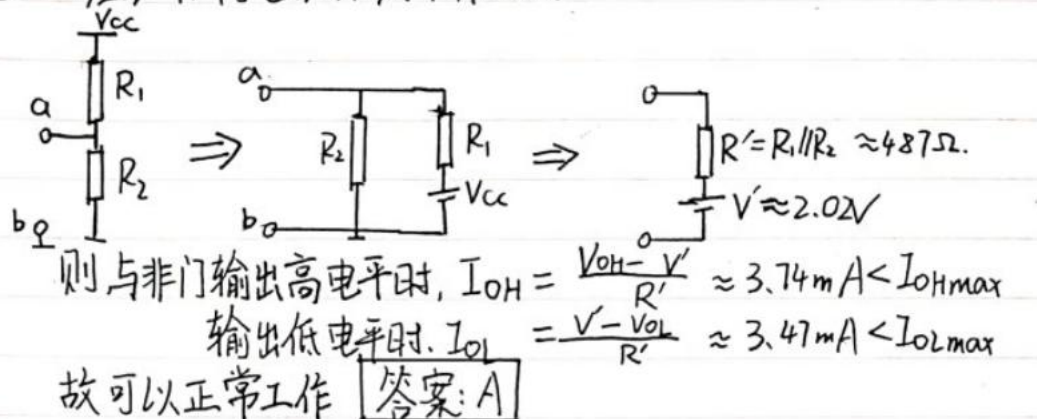 Vcc
R₁
a
R₂
b
⇒
a
R₂
R₁
Vcc
b
⇒
R′=R₁//R₂ ≈487Ω.
V′≈2.02V
则与非门输出高电平时, IOH = (VOH-V′)/R′ ≈ 3.74mA < IOHmax
输出低电平时. IOL = (V′-VOL)/R′ ≈ 3.47mA < IOLmax
故可以正常工作 答案: A